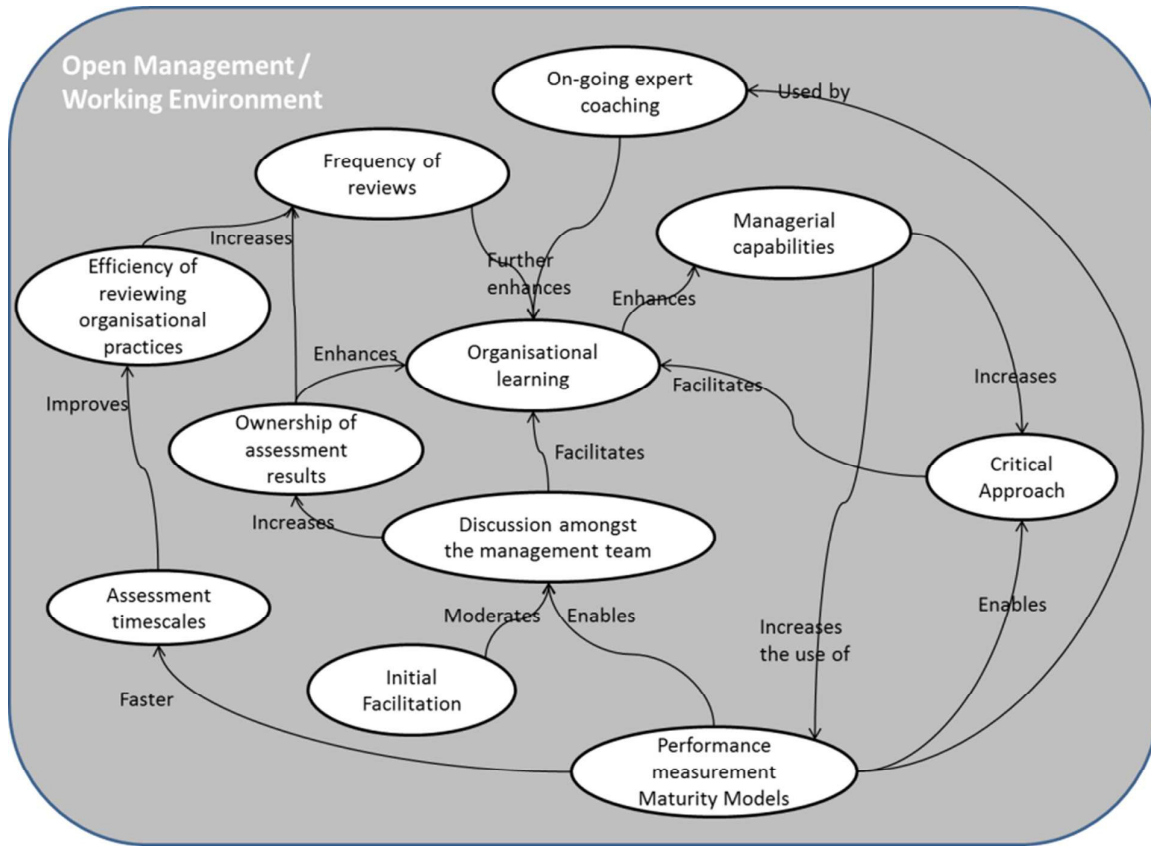 Open Management /
Working Environment
On-going expert
coaching
Used by
Frequency of
reviews
Managerial
capabilities
Increases
Efficiency of
reviewing
organisational
practices
Further
enhances
Enhances
Organisational
learning
Enhances
Facilitates
Increases
Improves
Ownership of
assessment
results
Facilitates
Critical
Approach
Increases
Discussion amongst
the management team
Assessment
timescales
Moderates
Enables
Enables
Increases
the use of
Initial
Facilitation
Faster
Performance
measurement
Maturity Models